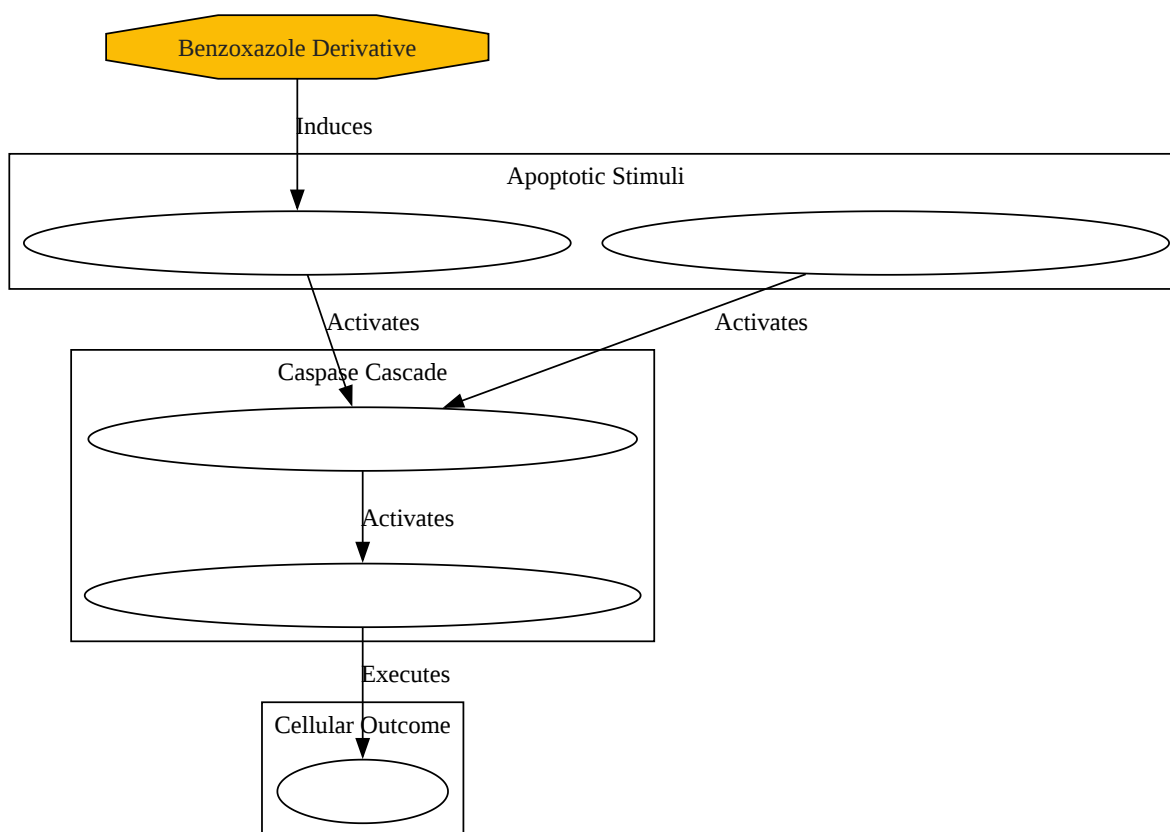 Benzoxazole Derivative
Induces
Apoptotic Stimuli
Activates
Activates
Caspase Cascade
Activates
Executes
Cellular Outcome